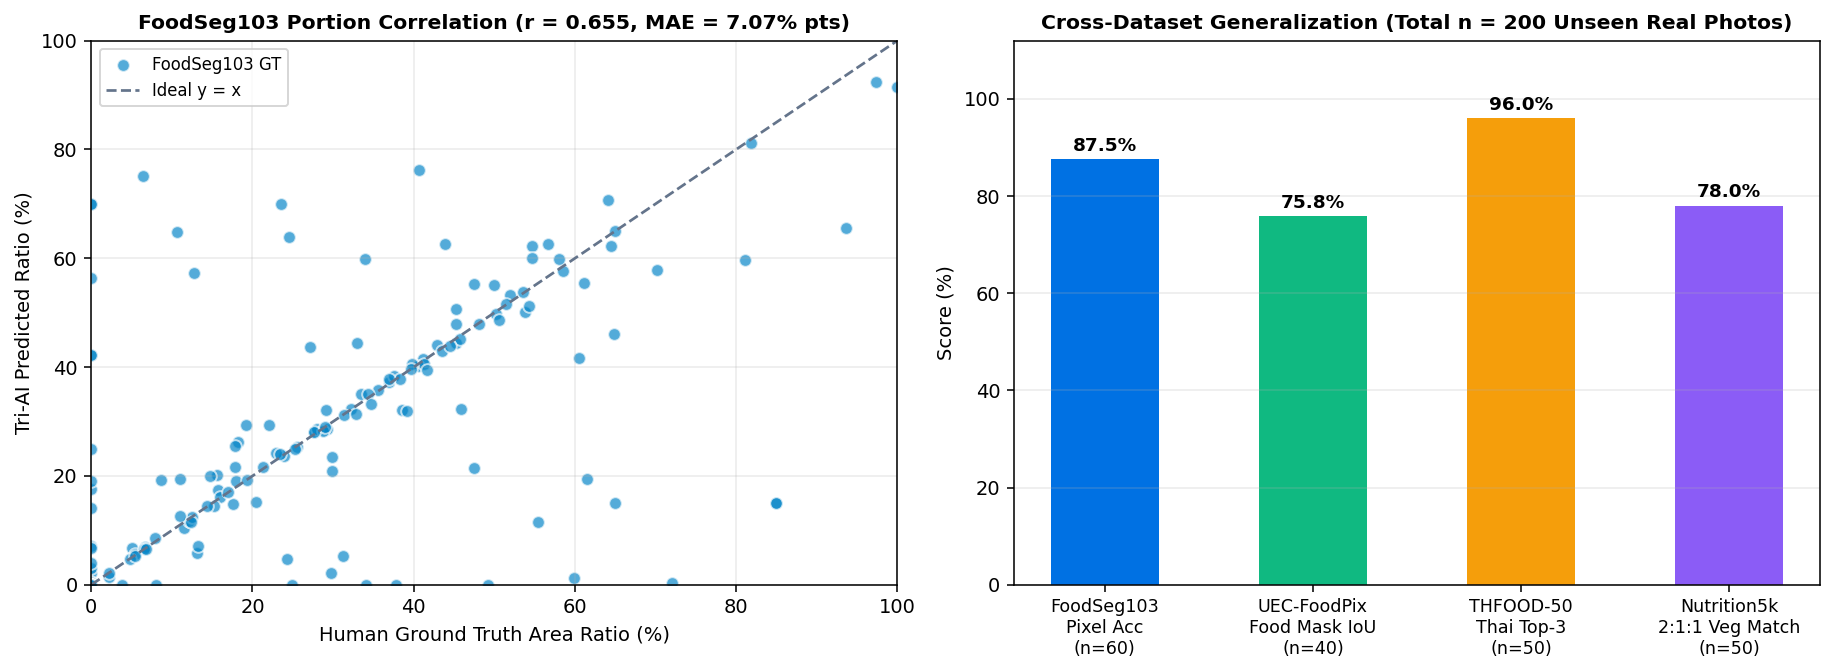 FoodSeg103 Portion Correlation (r = 0.655, MAE = 7.07% pts)
FoodSeg103 GT
Ideal y = x
Tri-AI Predicted Ratio (%)
100
80
60
40
20
0
0 20 40 60 80 100
Human Ground Truth Area Ratio (%)
Cross-Dataset Generalization (Total n = 200 Unseen Real Photos)
Score (%)
100
80
60
40
20
0
87.5%
75.8%
96.0%
78.0%
FoodSeg103
Pixel Acc
(n=60)
UEC-FoodPix
Food Mask IoU
(n=40)
THFOOD-50
Thai Top-3
(n=50)
Nutrition5k
2:1:1 Veg Match
(n=50)